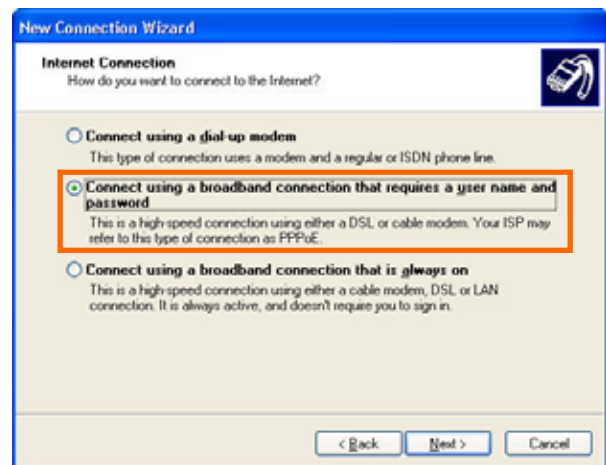 New Connection Wizard
Internet Connection
How do you want to connect to the Internet?
Connect using a dial-up modem
This type of connection uses a modem and a regular or ISDN phone line.
Connect using a broadband connection that requires a user name and
password
This is a high-speed connection using either a DSL or cable modem. Your ISP may
refer to this type of connection as PPPoE.
Connect using a broadband connection that is always on
This is a high-speed connection using either a cable modem, DSL or LAN
connection. It is always active, and doesn't require you to sign in.
< Back
Next >
Cancel